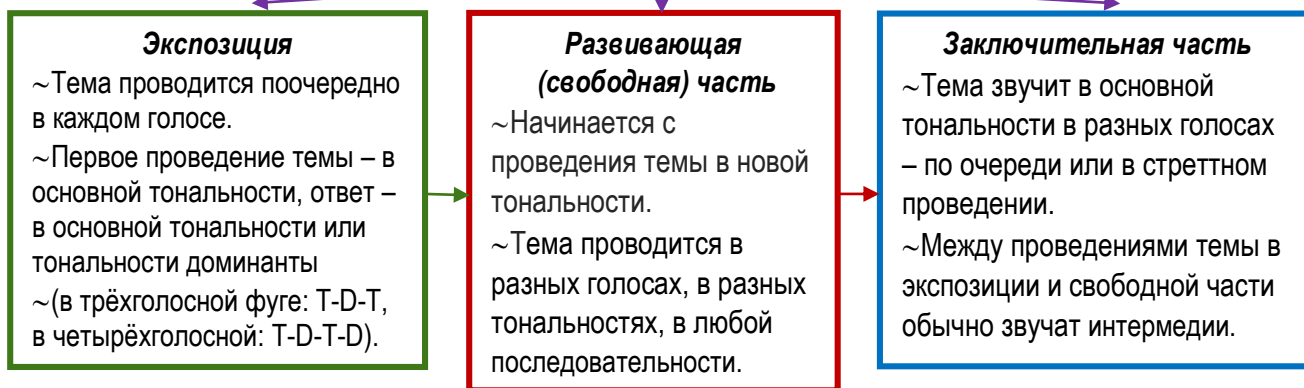 Экспозиция
~Тема проводится поочередно
в каждом голосе.
~Первое проведение темы – в
основной тональности, ответ –
в основной тональности или
тональности доминанты
~(в трёхголосной фуге: T-D-T,
в четырёхголосной: T-D-T-D).
Развивающая
(свободная) часть
~Начинается с
проведения темы в новой
тональности.
~Тема проводится в
разных голосах, в разных
тональностях, в любой
последовательности.
Заключительная часть
~Тема звучит в основной
тональности в разных голосах
– по очереди или в стреттном
проведении.
~Между проведениями темы в
экспозиции и свободной части
обычно звучат интермедии.